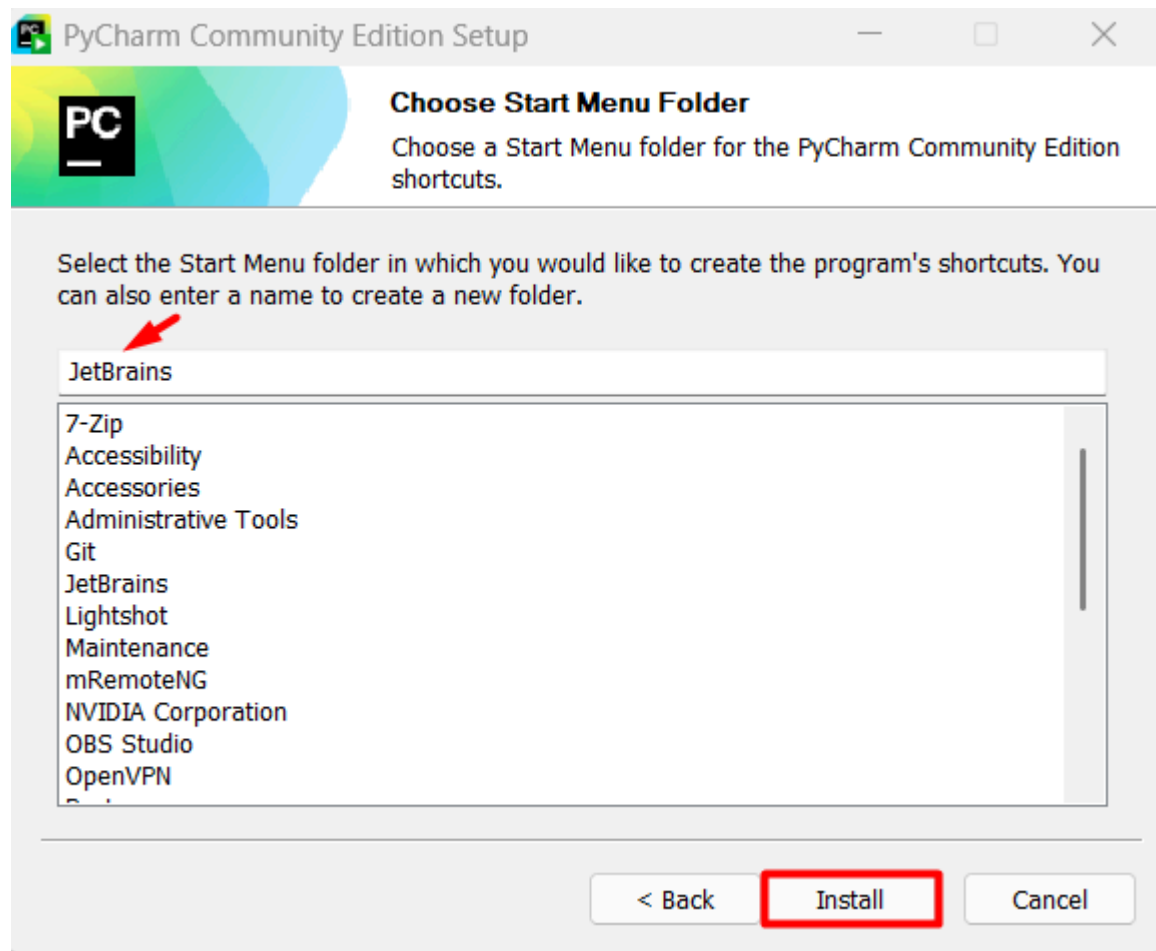 PyCharm Community Edition Setup
PC
Choose Start Menu Folder
Choose a Start Menu folder for the PyCharm Community Edition
shortcuts.
Select the Start Menu folder in which you would like to create the program's shortcuts. You
can also enter a name to create a new folder.
JetBrains
7-Zip
Accessibility
Accessories
Administrative Tools
Git
JetBrains
Lightshot
Maintenance
mRemoteNG
NVIDIA Corporation
OBS Studio
OpenVPN
< Back
Install
Cancel